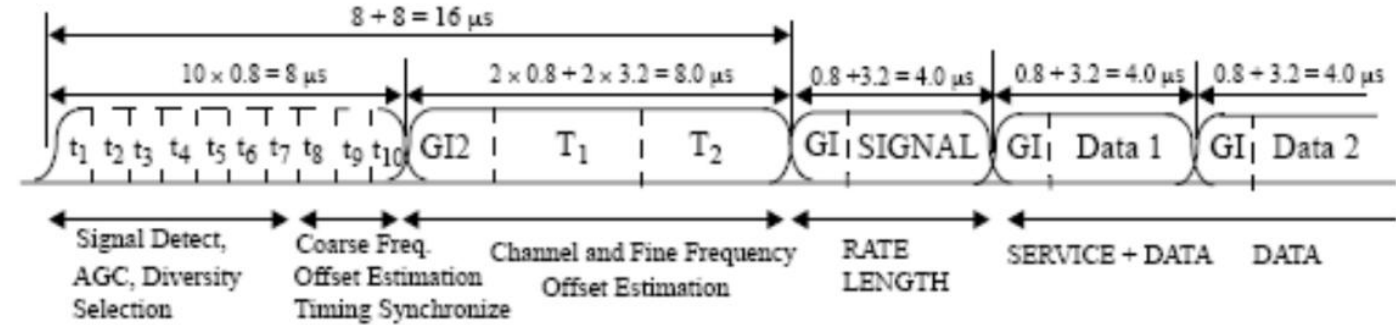 8 + 8 = 16 μs
10 × 0.8 = 8 μs
2 × 0.8 + 2 × 3.2 = 8.0 μs
0.8 +3.2 = 4.0 μs
0.8 + 3.2 = 4.0 μs
0.8 + 3.2 = 4.0 μs
t1 t2 t3 t4 t5 t6 t7 t8 t9 t10
GI2 T1 T2
GI SIGNAL
GI Data 1
GI Data 2
Signal Detect,
AGC, Diversity
Selection
Coarse Freq.
Offset Estimation
Timing Synchronize
Channel and Fine Frequency
Offset Estimation
RATE
LENGTH
SERVICE + DATA
DATA